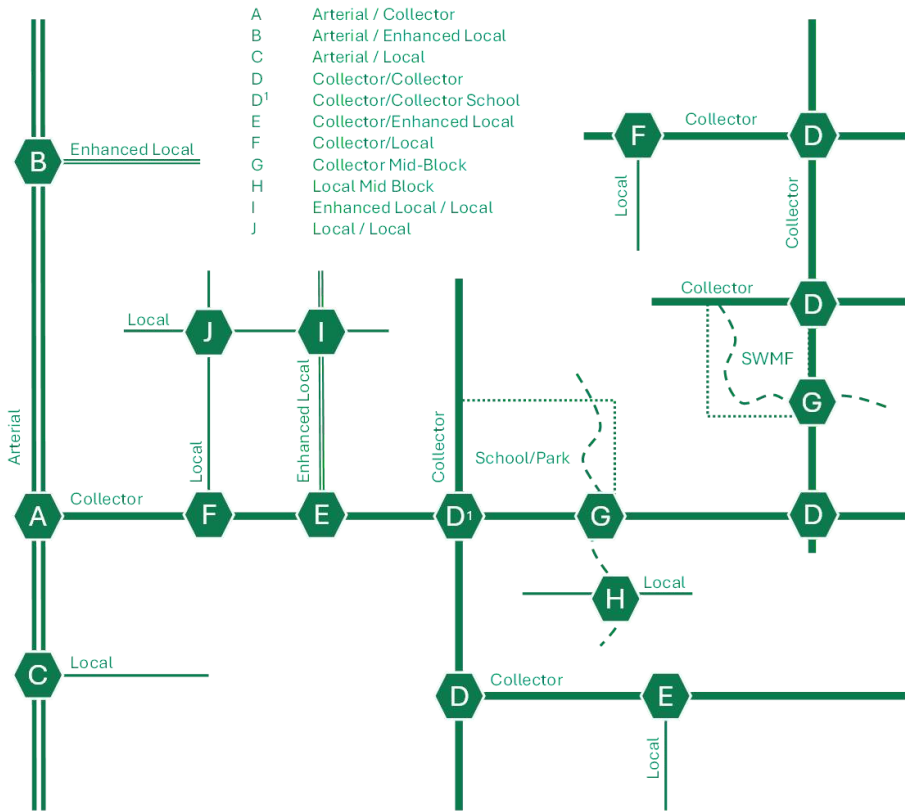 A Arterial / Collector
B Arterial / Enhanced Local
C Arterial / Local
D Collector/Collector
D¹ Collector/Collector School
E Collector/Enhanced Local
F Collector/Local
G Collector Mid-Block
H Local Mid Block
I Enhanced Local / Local
J Local / Local
B
Enhanced Local
F
Collector
D
Local
Collector
Collector
D
Local
J
I
SWMF
G
Arterial
Local
Enhanced Local
Collector
School/Park
A
Collector
F
E
D¹
G
D
H
Local
C
Local
D
Collector
E
Local